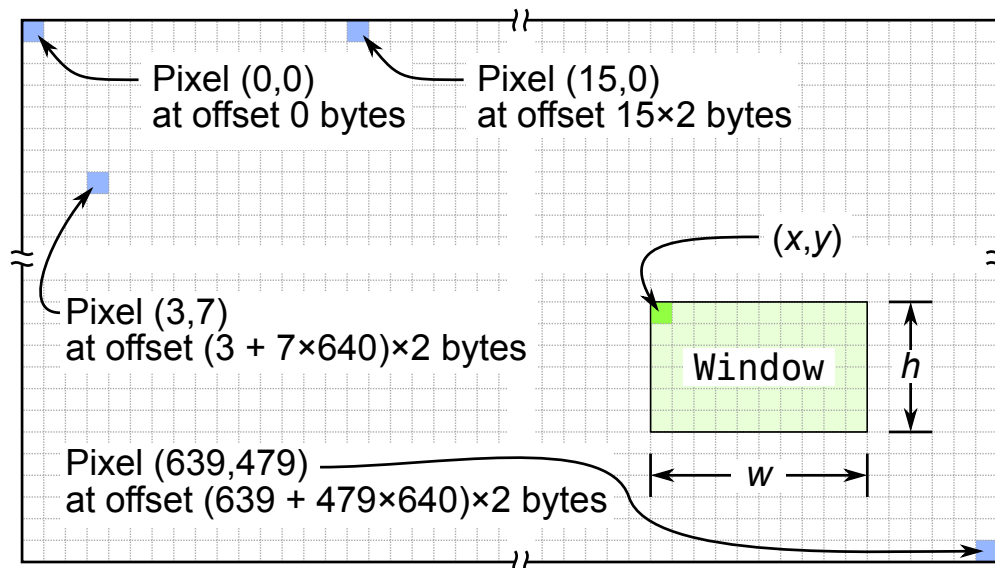 Pixel (0,0)
at offset 0 bytes
Pixel (15,0)
at offset 15×2 bytes
(x,y)
Pixel (3,7)
at offset (3 + 7×640)×2 bytes
Window
h
Pixel (639,479)
at offset (639 + 479×640)×2 bytes
w